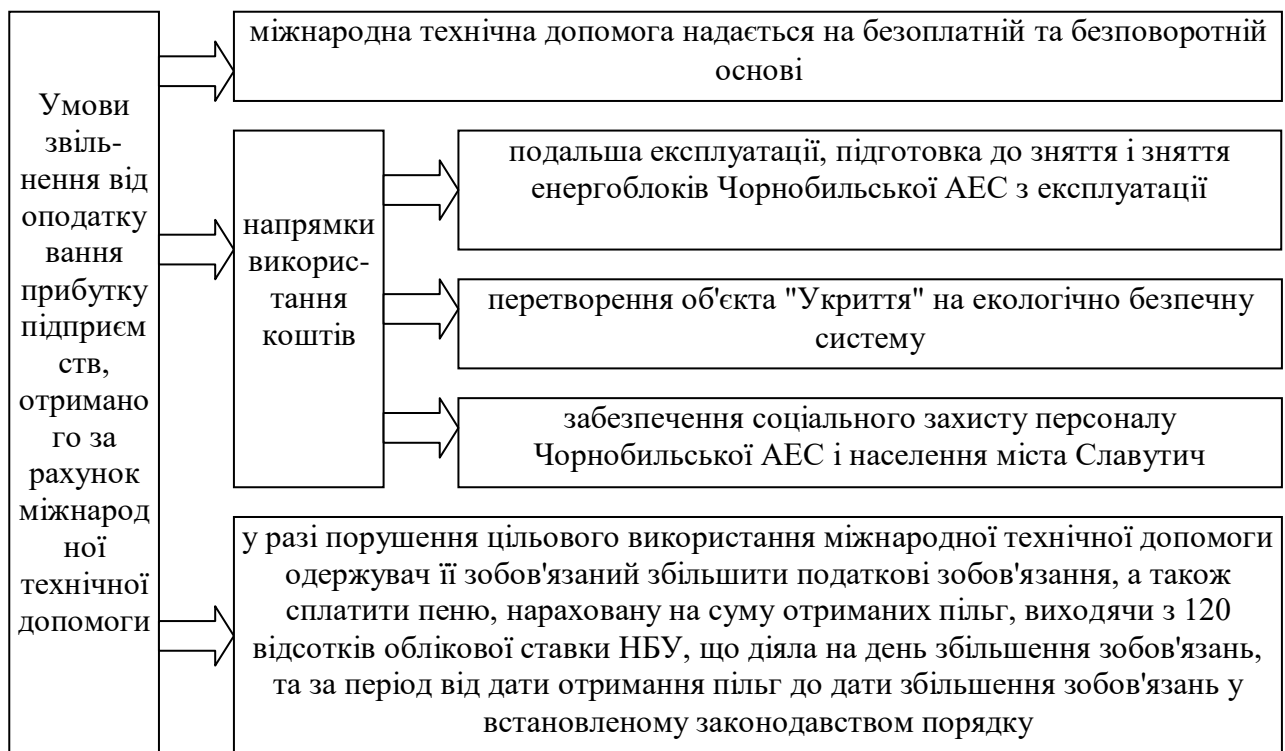 Умови
звіль-
нення від
оподатку
вання
прибутку
підприєм
ств,
отримано
го за
рахунок
міжнарод
ної
технічної
допомоги
міжнародна технічна допомога надається на безоплатній та безповоротній
основі
напрямки
викорис-
тання
коштів
подальша експлуатації, підготовка до зняття і зняття
енергоблоків Чорнобильської АЕС з експлуатації
перетворення об'єкта "Укриття" на екологічно безпечну
систему
забезпечення соціального захисту персоналу
Чорнобильської АЕС і населення міста Славутич
у разі порушення цільового використання міжнародної технічної допомоги
одержувач її зобов'язаний збільшити податкові зобов'язання, а також
сплатити пеню, нараховану на суму отриманих пільг, виходячи з 120
відсотків облікової ставки НБУ, що діяла на день збільшення зобов'язань,
та за період від дати отримання пільг до дати збільшення зобов'язань у
встановленому законодавством порядку